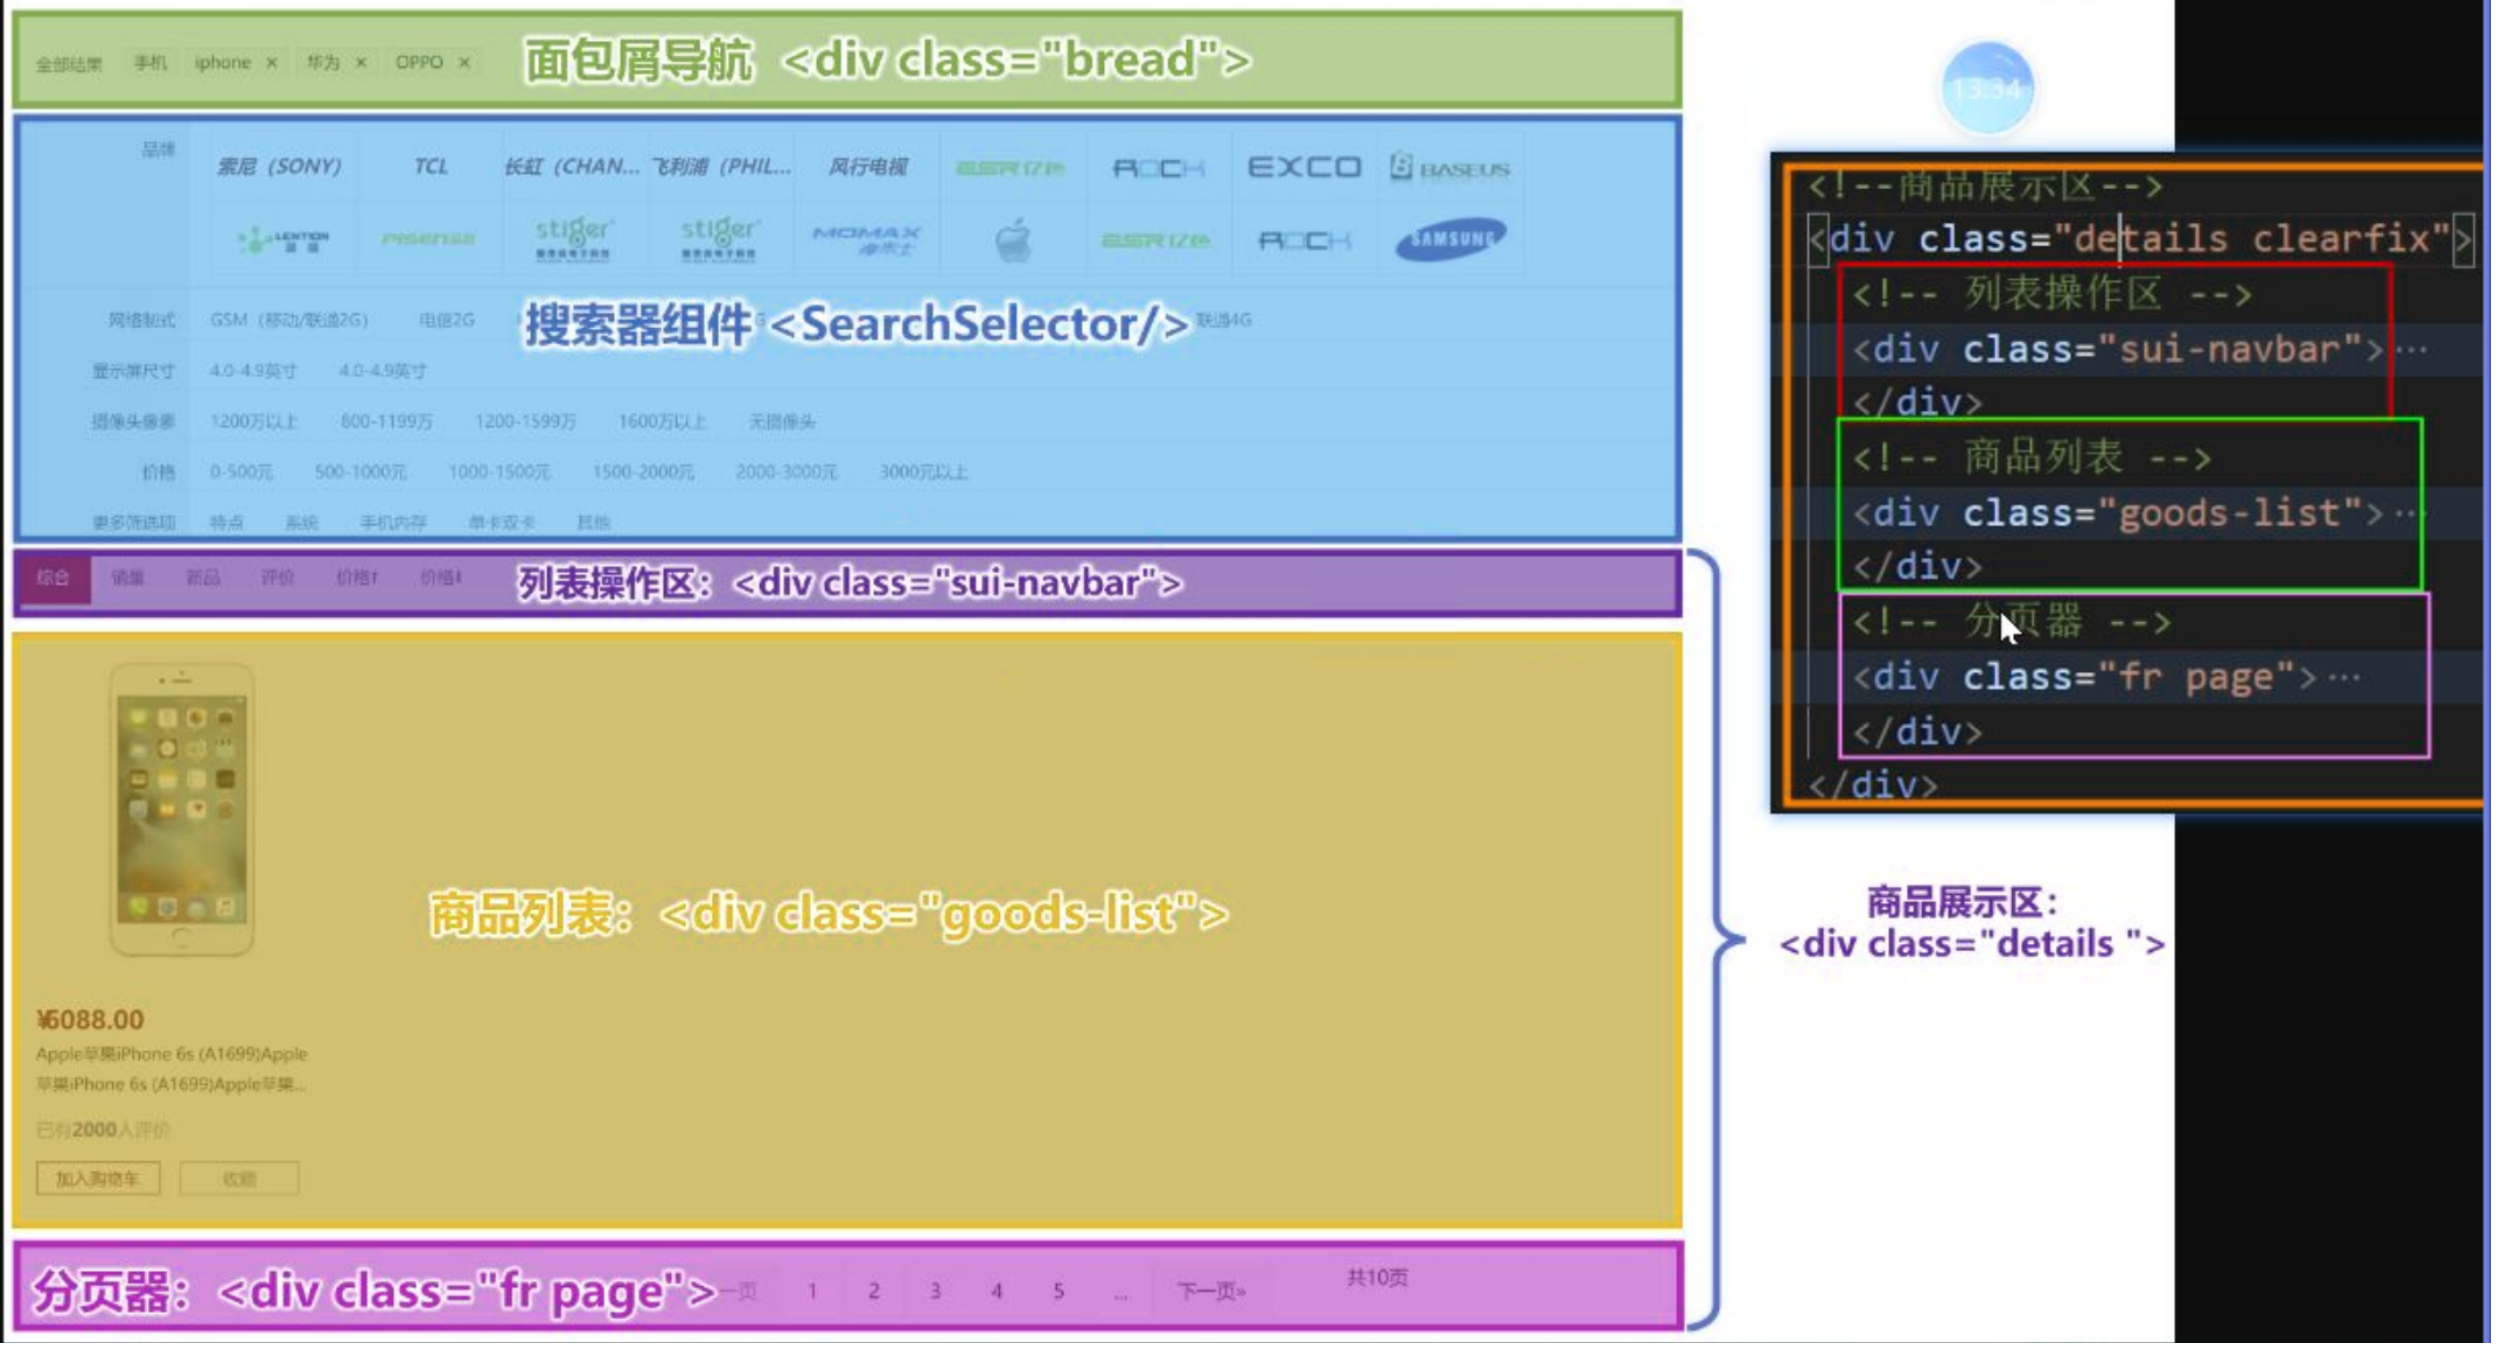 全部结果 手机 iphone × 华为 × OPPO × 面包屑导航 <div class="bread">
13:34
品牌
索尼（SONY） TCL 长虹（CHAN... 飞利浦（PHIL... 风行电视 ESR亿色 ROCK EXCO BASEUS
LENTION PISEN stiger stiger MOMAX ESR亿色 ROCK SAMSUNG
网络制式 GSM（移动/联通2G） 电信2G 联通4G
搜索器组件 <SearchSelector/>
显示屏尺寸 4.0-4.9英寸 4.0-4.9英寸
摄像头像素 1200万以上 800-1199万 1200-1599万 1600万以上 无摄像头
价格 0-500元 500-1000元 1000-1500元 1500-2000元 2000-3000元 3000元以上
更多筛选项 特点 系统 手机内存 单卡双卡 其他
综合 销量 新品 评价 价格↑ 价格⬇ 列表操作区：<div class="sui-navbar">
商品列表：<div class="goods-list">
¥6088.00
Apple苹果iPhone 6s (A1699)Apple
苹果iPhone 6s (A1699)Apple苹果...
已有2000人评价
加入购物车 收藏
分页器：<div class="fr page"> 一页 1 2 3 4 5 ... 下一页» 共10页
<!--商品展示区-->
<div class="details clearfix">
<!-- 列表操作区 -->
<div class="sui-navbar">···
</div>
<!-- 商品列表 -->
<div class="goods-list">··
</div>
<!-- 分页器 -->
<div class="fr page">···
</div>
</div>
商品展示区：
<div class="details ">